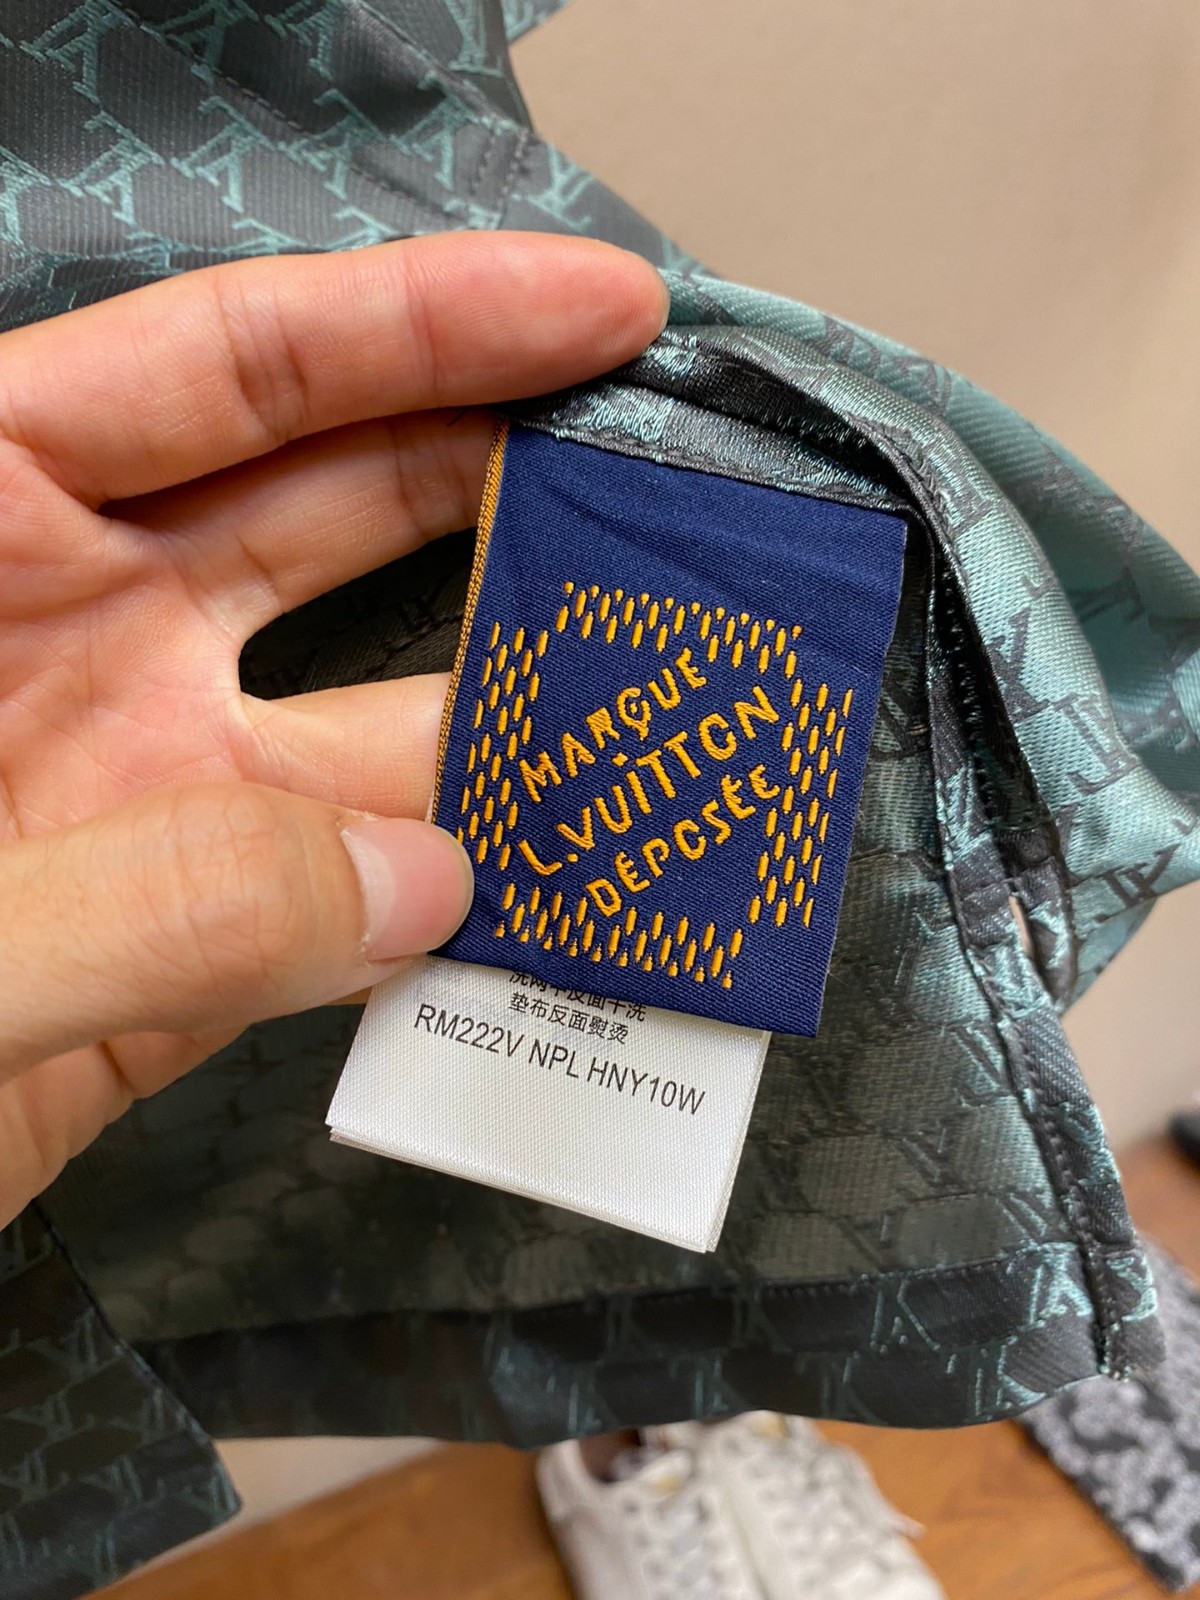 MARQUE
L.VUITTON
DÉPOSÉE
垫布反面熨烫
RM222V NPL HNY10W